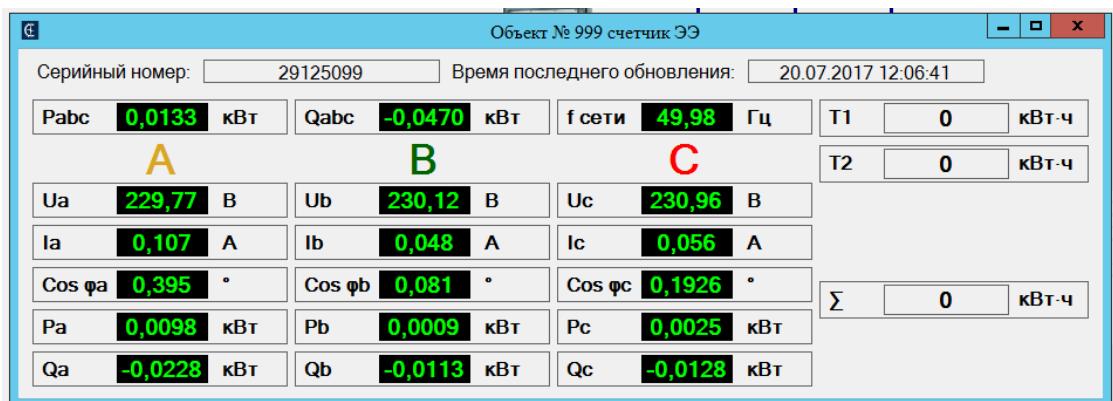 Объект № 999 счетчик ЭЭ
Серийный номер: 29125099 Время последнего обновления: 20.07.2017 12:06:41
Pabc 0,0133 кВт Qabc -0,0470 кВт f сети 49,98 Гц T1 0 кВт·ч
A B C T2 0 кВт·ч
Ua 229,77 В Ub 230,12 В Uc 230,96 В
Ia 0,107 А Ib 0,048 А Ic 0,056 А
Cos φa 0,395 ° Cos φb 0,081 ° Cos φc 0,1926 ° Σ 0 кВт·ч
Pa 0,0098 кВт Pb 0,0009 кВт Pc 0,0025 кВт
Qa -0,0228 кВт Qb -0,0113 кВт Qc -0,0128 кВт